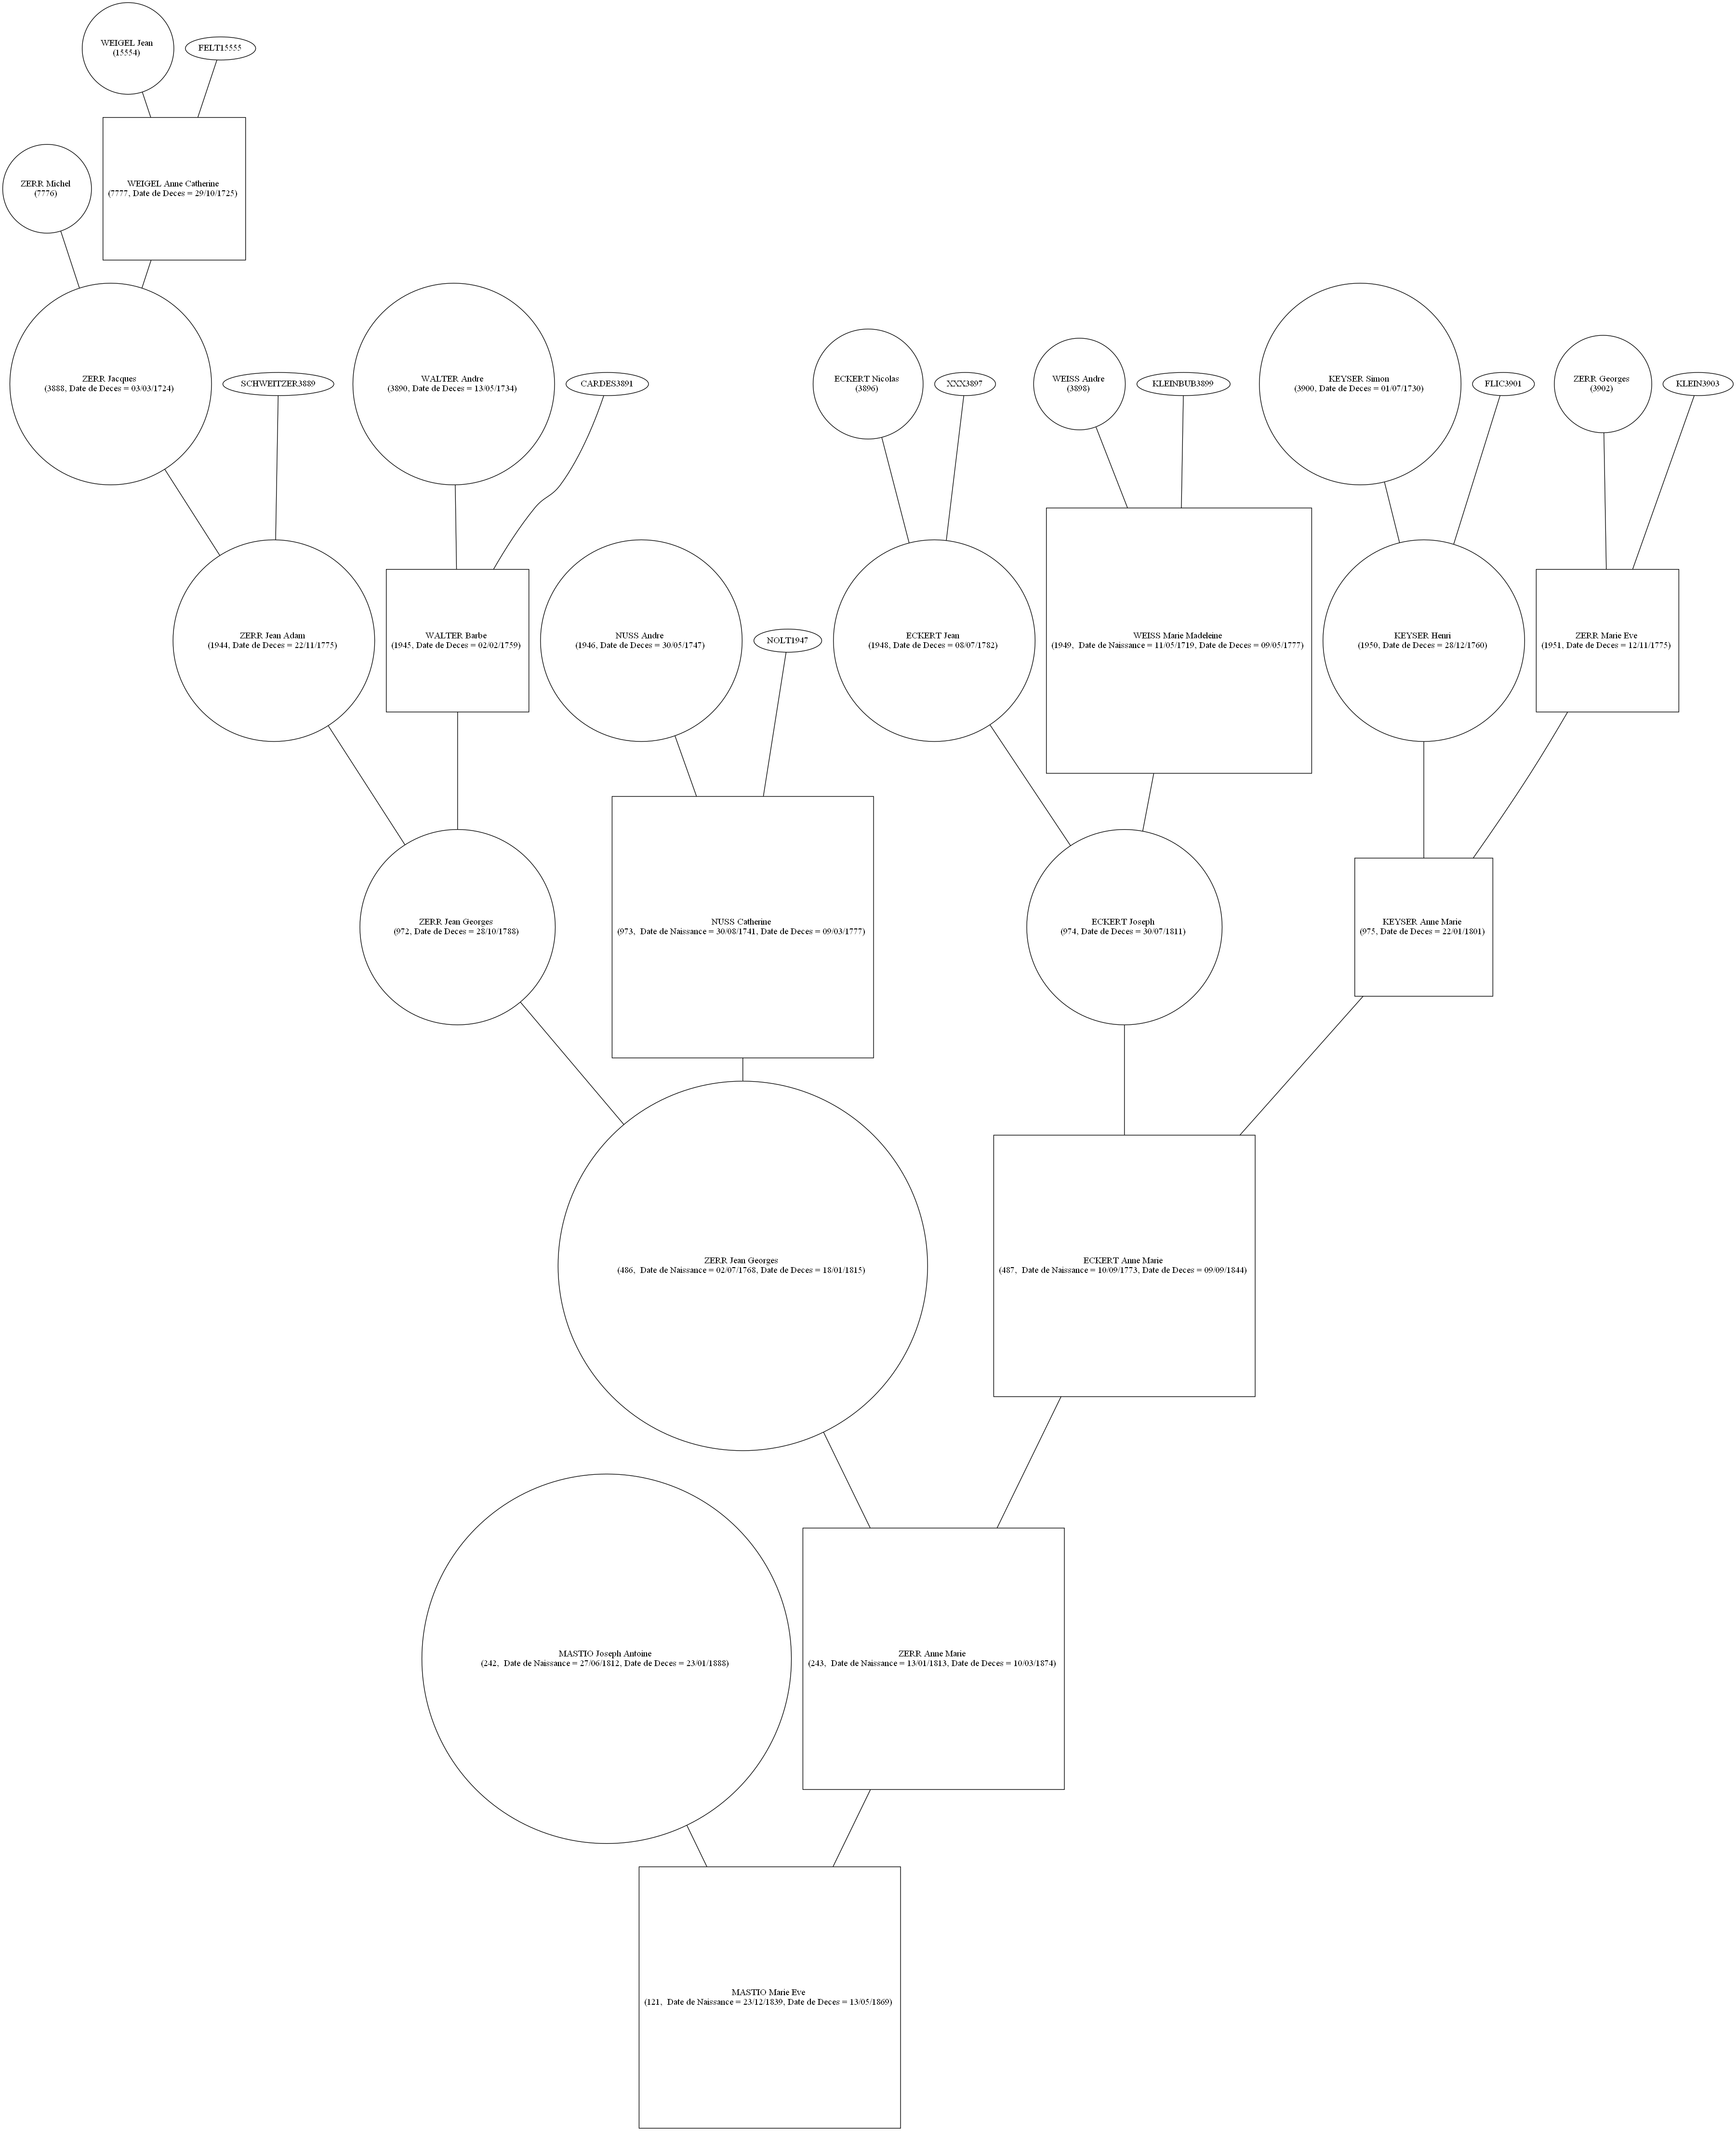 WEIGEL Jean
(15554)
FELT15555
ZERR Michel
(7776)
WEIGEL Anne Catherine
(7777, Date de Deces = 29/10/1725)
ZERR Jacques
(3888, Date de Deces = 03/03/1724)
SCHWEITZER3889
WALTER Andre
(3890, Date de Deces = 13/05/1734)
CARDES3891
ECKERT Nicolas
(3896)
XXX3897
WEISS Andre
(3898)
KLEINBUB3899
KEYSER Simon
(3900, Date de Deces = 01/07/1730)
FLIC3901
ZERR Georges
(3902)
KLEIN3903
ZERR Jean Adam
(1944, Date de Deces = 22/11/1775)
WALTER Barbe
(1945, Date de Deces = 02/02/1759)
NUSS Andre
(1946, Date de Deces = 30/05/1747)
NOLT1947
ECKERT Jean
(1948, Date de Deces = 08/07/1782)
WEISS Marie Madeleine
(1949,  Date de Naissance = 11/05/1719, Date de Deces = 09/05/1777)
KEYSER Henri
(1950, Date de Deces = 28/12/1760)
ZERR Marie Eve
(1951, Date de Deces = 12/11/1775)
ZERR Jean Georges
(972, Date de Deces = 28/10/1788)
NUSS Catherine
(973,  Date de Naissance = 30/08/1741, Date de Deces = 09/03/1777)
ECKERT Joseph
(974, Date de Deces = 30/07/1811)
KEYSER Anne Marie
(975, Date de Deces = 22/01/1801)
ZERR Jean Georges
(486,  Date de Naissance = 02/07/1768, Date de Deces = 18/01/1815)
ECKERT Anne Marie
(487,  Date de Naissance = 10/09/1773, Date de Deces = 09/09/1844)
MASTIO Joseph Antoine
(242,  Date de Naissance = 27/06/1812, Date de Deces = 23/01/1888)
ZERR Anne Marie
(243,  Date de Naissance = 13/01/1813, Date de Deces = 10/03/1874)
MASTIO Marie Eve
(121,  Date de Naissance = 23/12/1839, Date de Deces = 13/05/1869)